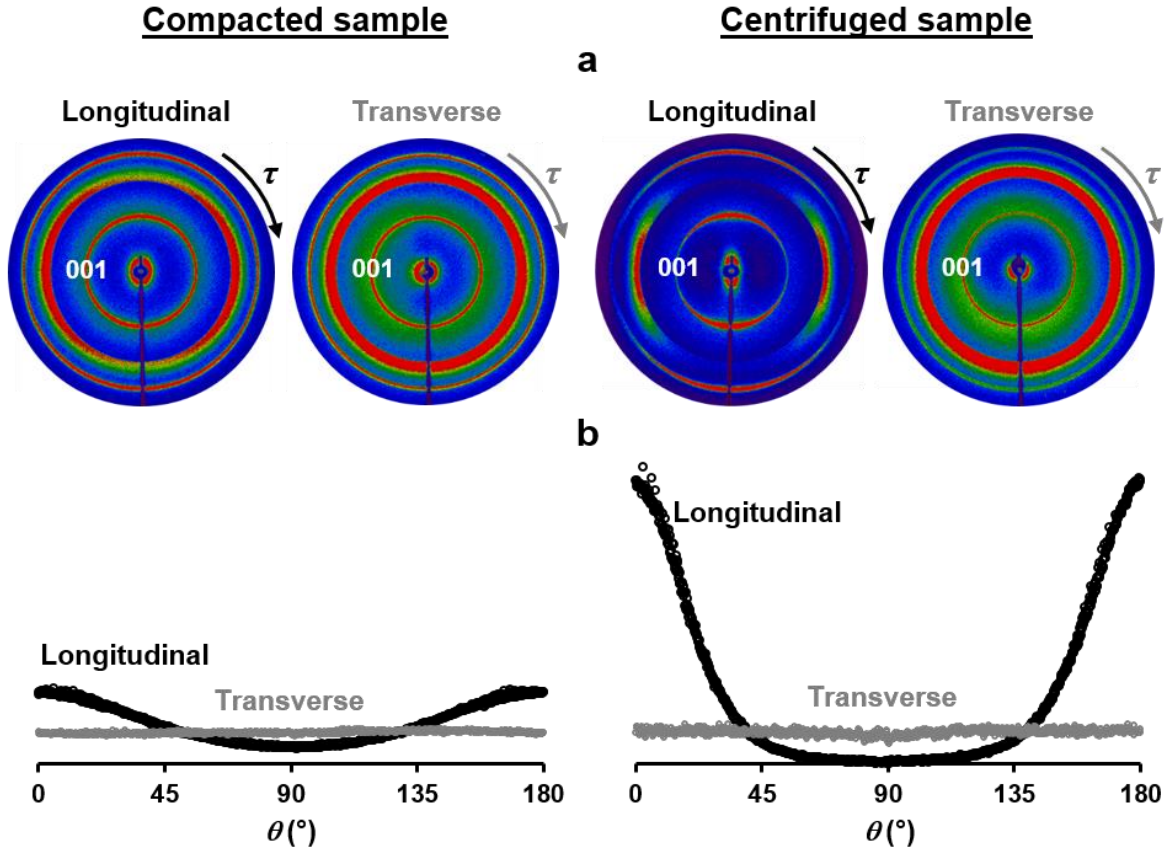 Compacted sample
Centrifuged sample
a
Longitudinal
Transverse
Longitudinal
Transverse
τ
τ
τ
τ
001
001
001
001
b
Longitudinal
Transverse
Longitudinal
Transverse
0 45 90 135 180
0 45 90 135 180
θ (°)
θ (°)